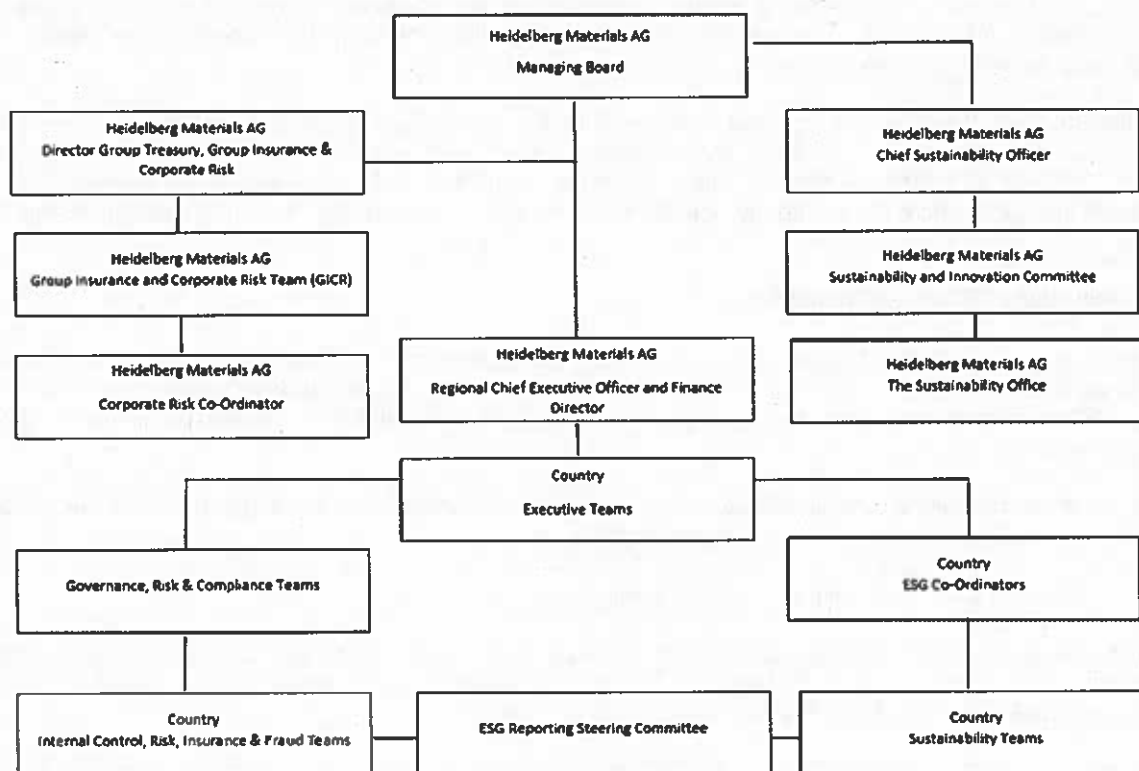 Heidelberg Materials AG
Managing Board
Heidelberg Materials AG
Director Group Treasury, Group Insurance &
Corporate Risk
Heidelberg Materials AG
Chief Sustainability Officer
Heidelberg Materials AG
Group Insurance and Corporate Risk Team (GICR)
Heidelberg Materials AG
Sustainability and Innovation Committee
Heidelberg Materials AG
Corporate Risk Co-Ordinator
Heidelberg Materials AG
Regional Chief Executive Officer and Finance
Director
Heidelberg Materials AG
The Sustainability Office
Country
Executive Teams
Governance, Risk & Compliance Teams
Country
ESG Co-Ordinators
Country
Internal Control, Risk, Insurance & Fraud Teams
ESG Reporting Steering Committee
Country
Sustainability Teams